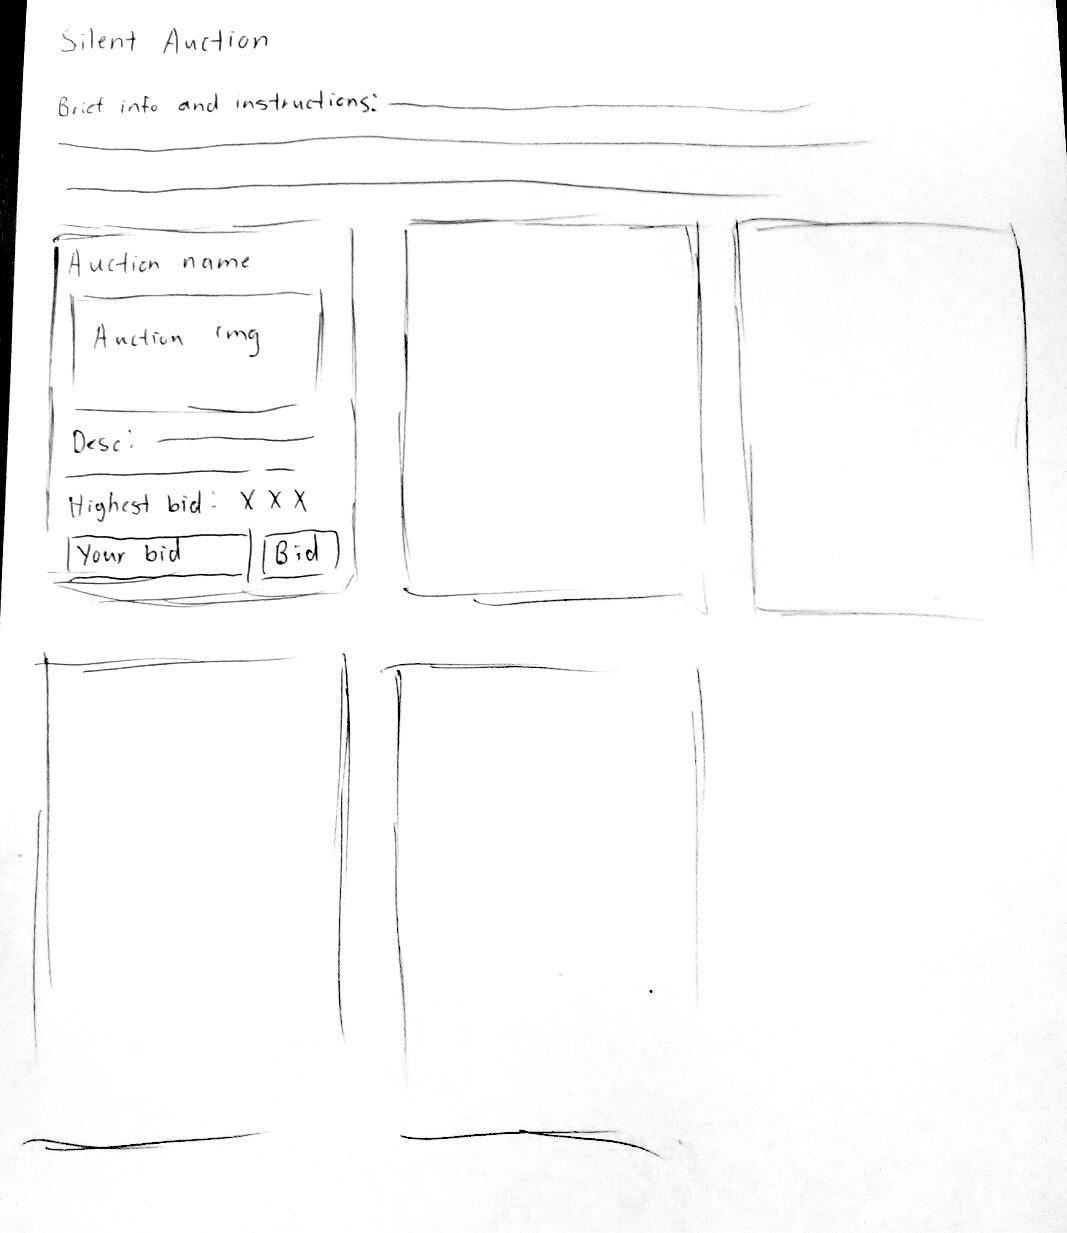 Silent Auction
Brief info and instructions:
Auction name
Auction img
Desc:
Highest bid: X X X
Your bid
Bid